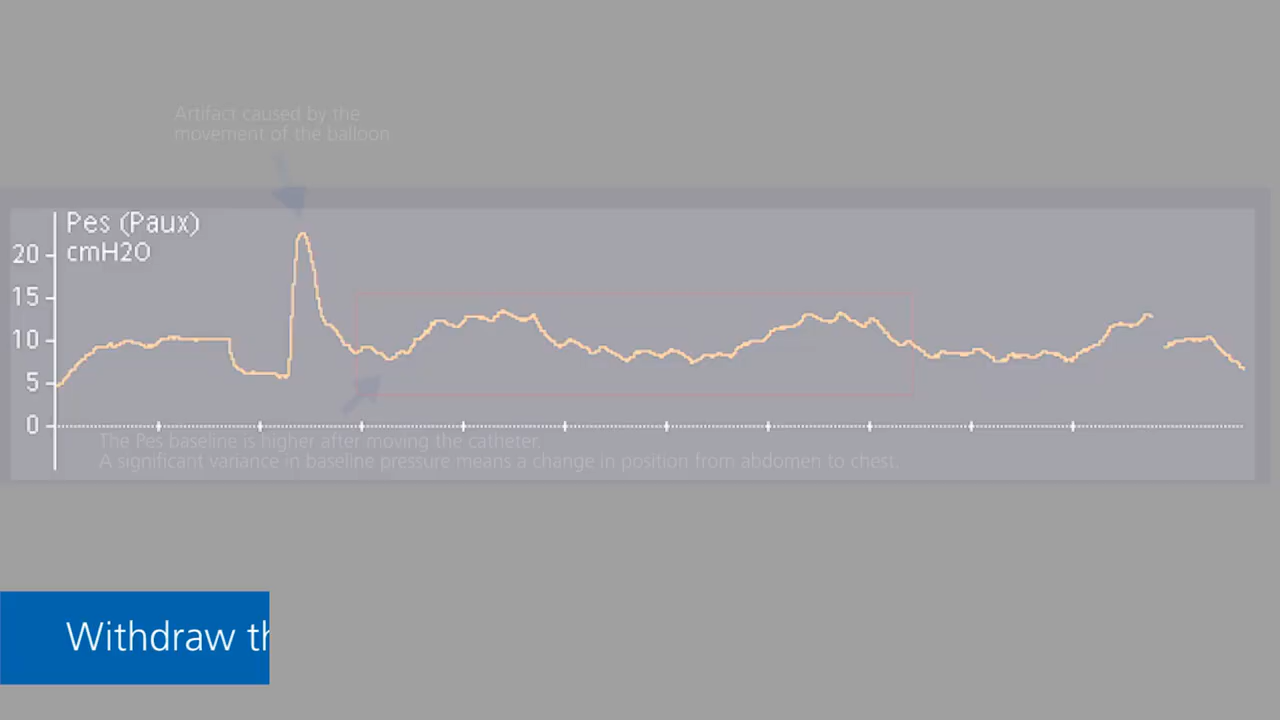 Artifact caused by the
movement of the balloon
Pes (Paux)
cmH2O
20
15
10
5
0
The Pes baseline is higher after moving the catheter.
A significant variance in baseline pressure means a change in position from abdomen to chest.
Withdraw th